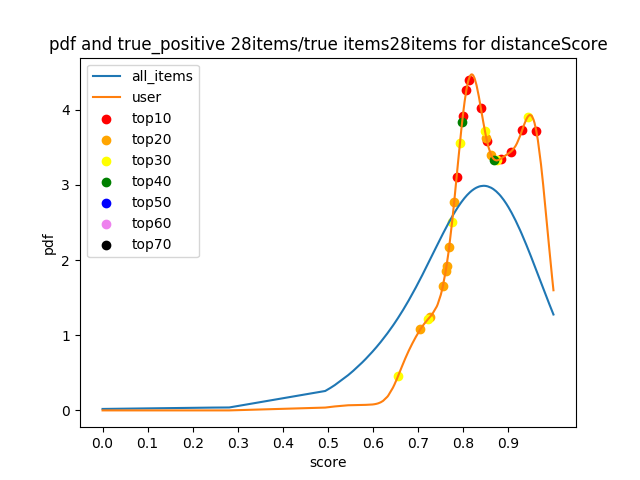 pdf and true_positive 28items/true items28items for distanceScore
all_items
user
top10
top20
top30
top40
top50
top60
top70
pdf
4
3
2
1
0
0.0 0.1 0.2 0.3 0.4 0.5 0.6 0.7 0.8 0.9
score